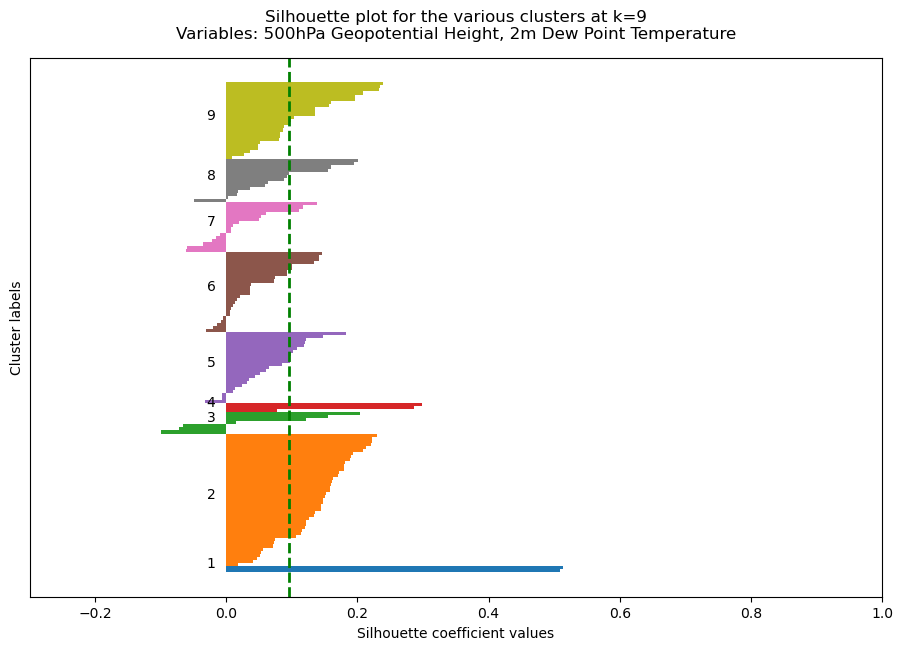 Silhouette plot for the various clusters at k=9
Variables: 500hPa Geopotential Height, 2m Dew Point Temperature
9
8
7
6
5
4
3
2
1
Cluster labels
−0.2 0.0 0.2 0.4 0.6 0.8 1.0
Silhouette coefficient values